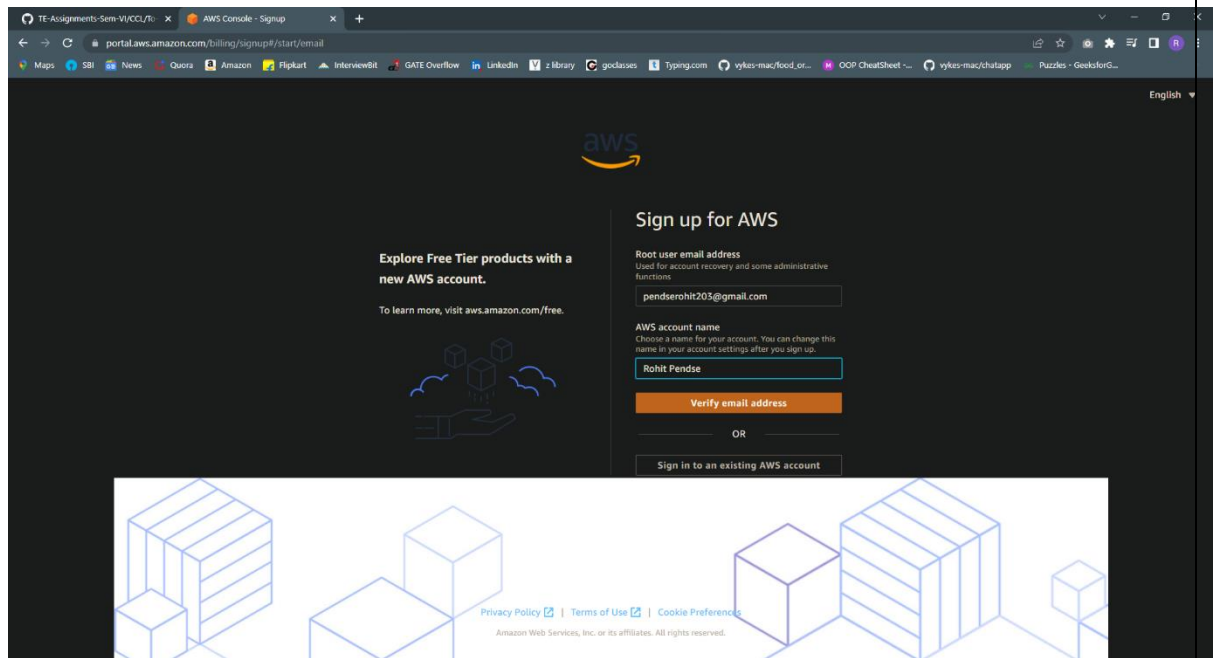 TE-Assignments-Sem-VI/CCL/To
AWS Console - Signup
portal.aws.amazon.com/billing/signup#/start/email
Maps SBI News Quora Amazon Flipkart InterviewBit GATE Overflow LinkedIn z library goclasses Typing.com vykes-mac/food_or... OOP CheatSheet -... vykes-mac/chatapp Puzzles - GeeksforG...
English
aws
Explore Free Tier products with a
new AWS account.
To learn more, visit aws.amazon.com/free.
Sign up for AWS
Root user email address
Used for account recovery and some administrative
functions
pendserohit203@gmail.com
AWS account name
Choose a name for your account. You can change this
name in your account settings after you sign up.
Rohit Pendse
Verify email address
OR
Sign in to an existing AWS account
Privacy Policy | Terms of Use | Cookie Preferences
Amazon Web Services, Inc. or its affiliates. All rights reserved.